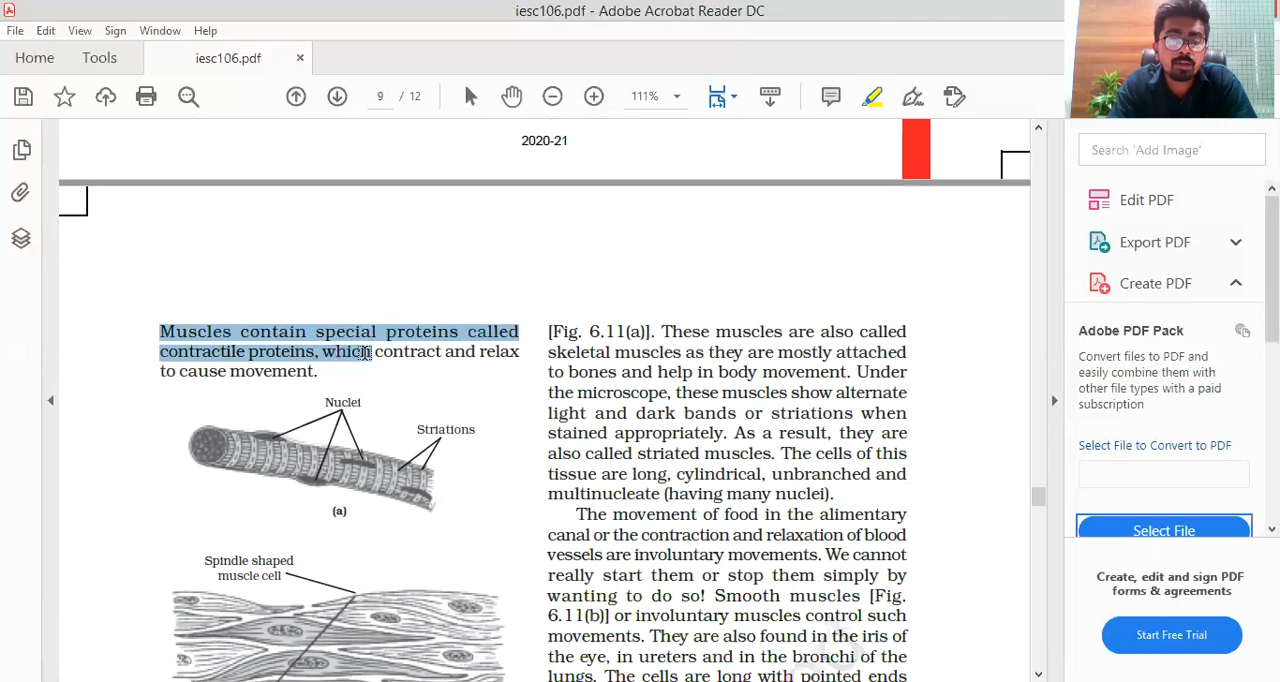 iesc106.pdf - Adobe Acrobat Reader DC
File Edit View Sign Window Help
Home Tools iesc106.pdf ×
9 / 12 111%
2020-21
Muscles contain special proteins called
contractile proteins, which contract and relax
to cause movement.
Nuclei
Striations
(a)
Spindle shaped
muscle cell
[Fig. 6.11(a)]. These muscles are also called
skeletal muscles as they are mostly attached
to bones and help in body movement. Under
the microscope, these muscles show alternate
light and dark bands or striations when
stained appropriately. As a result, they are
also called striated muscles. The cells of this
tissue are long, cylindrical, unbranched and
multinucleate (having many nuclei).
The movement of food in the alimentary
canal or the contraction and relaxation of blood
vessels are involuntary movements. We cannot
really start them or stop them simply by
wanting to do so! Smooth muscles [Fig.
6.11(b)] or involuntary muscles control such
movements. They are also found in the iris of
the eye, in ureters and in the bronchi of the
lungs. The cells are long with pointed ends
Search 'Add Image'
Edit PDF
Export PDF
Create PDF
Adobe PDF Pack
Convert files to PDF and
easily combine them with
other file types with a paid
subscription
Select File to Convert to PDF
Select File
Create, edit and sign PDF
forms & agreements
Start Free Trial